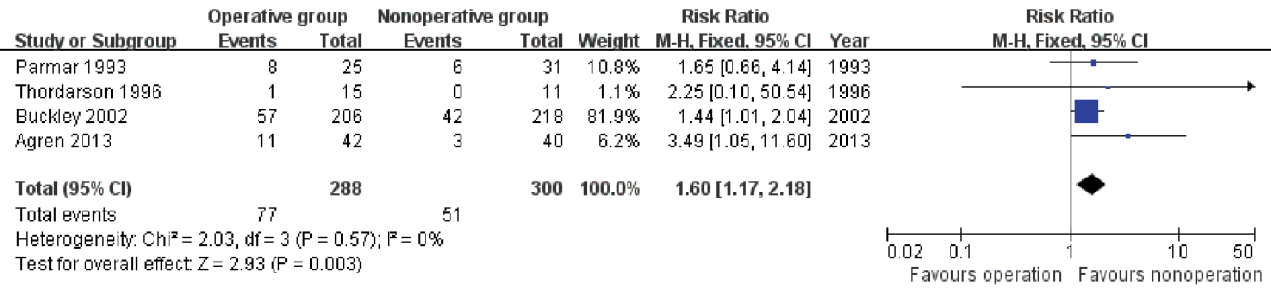 Operative group Nonoperative group Risk Ratio Risk Ratio
Study or Subgroup Events Total Events Total Weight M-H, Fixed, 95% CI Year M-H, Fixed, 95% CI
Parmar 1993 8 25 6 31 10.8% 1.65 [0.66, 4.14] 1993
Thordarson 1996 1 15 0 11 1.1% 2.25 [0.10, 50.54] 1996
Buckley 2002 57 206 42 218 81.9% 1.44 [1.01, 2.04] 2002
Agren 2013 11 42 3 40 6.2% 3.49 [1.05, 11.60] 2013
Total (95% CI) 288 300 100.0% 1.60 [1.17, 2.18]
Total events 77 51
Heterogeneity: Chi² = 2.03, df = 3 (P = 0.57); I² = 0%
Test for overall effect: Z = 2.93 (P = 0.003)
0.02 0.1 1 10 50
Favours operation Favours nonoperation